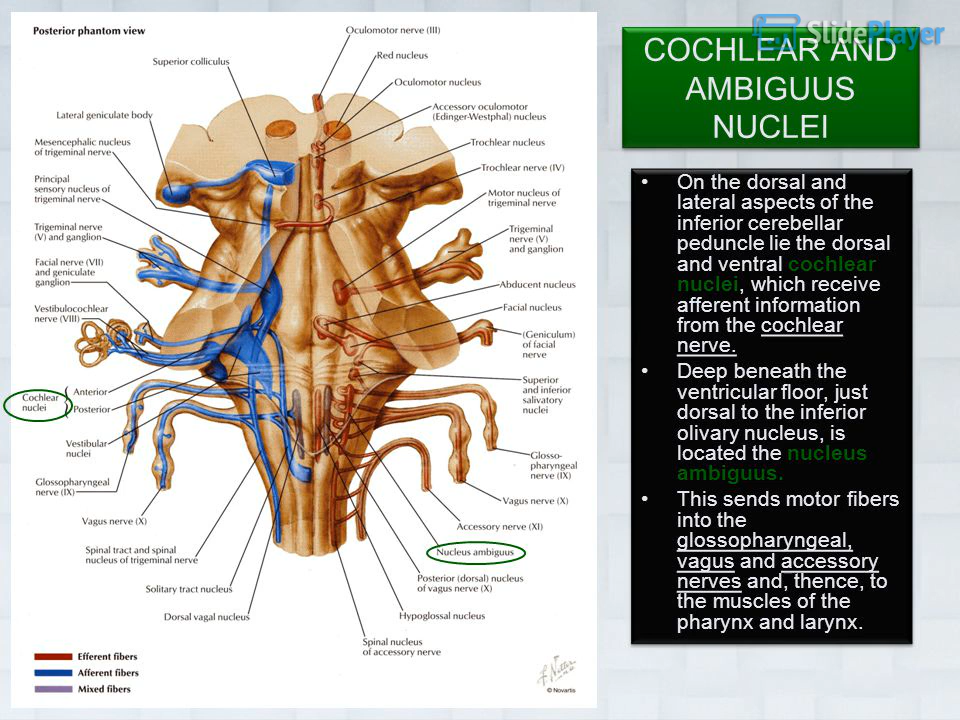 SlidePlayer
COCHLEAR AND
AMBIGUUS
NUCLEI
Posterior phantom view
Oculomotor nerve (III)
Red nucleus
Superior colliculus
Oculomotor nucleus
Lateral geniculate body
Accessory oculomotor
(Edinger-Westphal) nucleus
Mesencephalic nucleus
of trigeminal nerve
Trochlear nucleus
Trochlear nerve (IV)
Principal
sensory nucleus of
trigeminal nerve
Motor nucleus of
trigeminal nerve
Trigeminal nerve
(V) and ganglion
Trigeminal
nerve (V)
and ganglion
Facial nerve (VII)
and geniculate
ganglion
Abducent nucleus
Vestibulocochlear
nerve (VIII)
Facial nucleus
(Geniculum)
of facial
nerve
Cochlear
nuclei
Anterior
Posterior
Superior
and inferior
salivatory
nuclei
Vestibular
nuclei
Glossopharyngeal
nerve (IX)
Glosso-
pharyngeal
nerve (IX)
Vagus nerve (X)
Vagus nerve (X)
Accessory nerve (XI)
Spinal tract and spinal
nucleus of trigeminal nerve
Nucleus ambiguus
Solitary tract nucleus
Posterior (dorsal) nucleus
of vagus nerve (X)
Dorsal vagal nucleus
Hypoglossal nucleus
Spinal nucleus
of accessory nerve
Efferent fibers
Afferent fibers
Mixed fibers
© Novartis
• On the dorsal and
lateral aspects of the
inferior cerebellar
peduncle lie the dorsal
and ventral cochlear
nuclei, which receive
afferent information
from the cochlear
nerve.
• Deep beneath the
ventricular floor, just
dorsal to the inferior
olivary nucleus, is
located the nucleus
ambiguus.
• This sends motor fibers
into the
glossopharyngeal,
vagus and accessory
nerves and, thence, to
the muscles of the
pharynx and larynx.